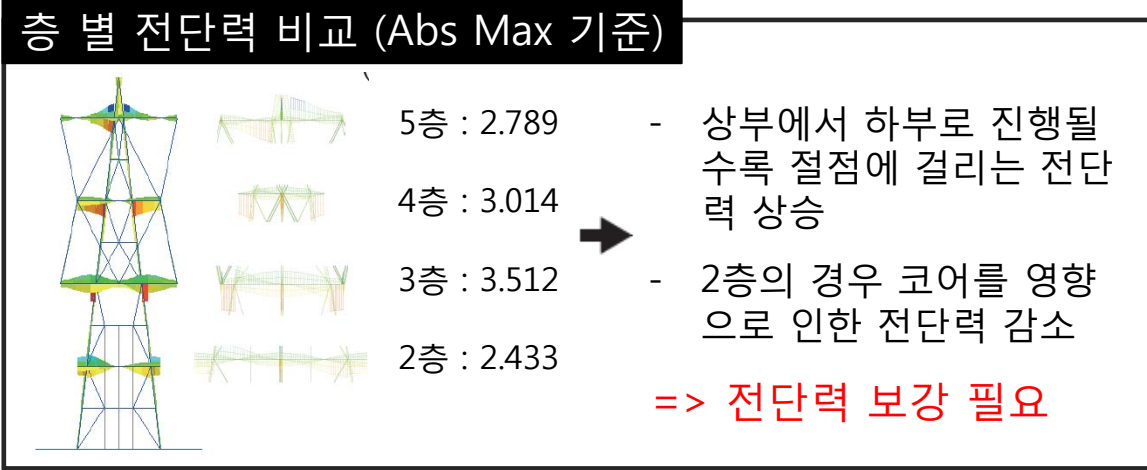 층 별 전단력 비교 (Abs Max 기준)
5층 : 2.789
4층 : 3.014
3층 : 3.512
2층 : 2.433
- 상부에서 하부로 진행될
수록 절점에 걸리는 전단
력 상승
- 2층의 경우 코어를 영향
으로 인한 전단력 감소
=> 전단력 보강 필요